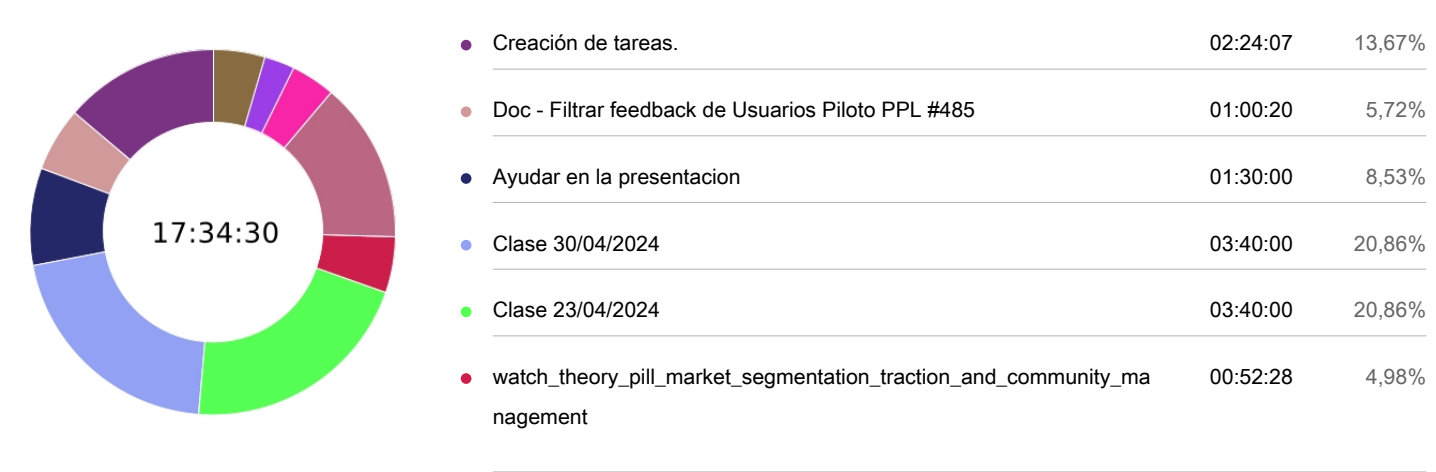 17:34:30
Creación de tareas. 02:24:07 13,67%
Doc - Filtrar feedback de Usuarios Piloto PPL #485 01:00:20 5,72%
Ayudar en la presentacion 01:30:00 8,53%
Clase 30/04/2024 03:40:00 20,86%
Clase 23/04/2024 03:40:00 20,86%
watch_theory_pill_market_segmentation_traction_and_community_ma 00:52:28 4,98%
nagement